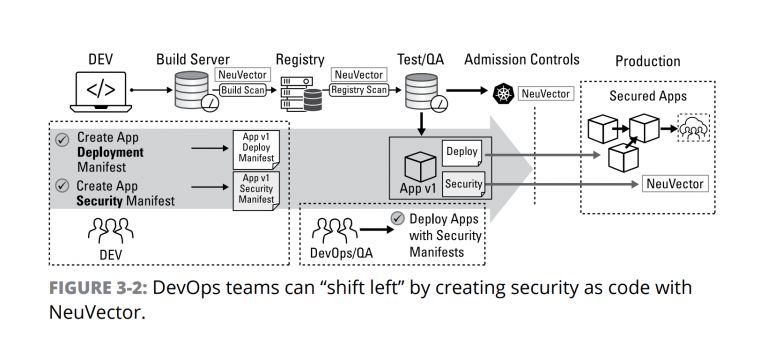 DEV
Build Server
Registry
Test/QA
Admission Controls
Production
NeuVector
Build Scan
NeuVector
Registry Scan
NeuVector
Secured Apps
Create App
Deployment
Manifest
App v1
Deploy
Manifest
Create App
Security Manifest
App v1
Security
Manifest
DEV
Deploy
App v1
Security
NeuVector
DevOps/QA
Deploy Apps
with Security
Manifests
FIGURE 3-2: DevOps teams can “shift left” by creating security as code with
NeuVector.